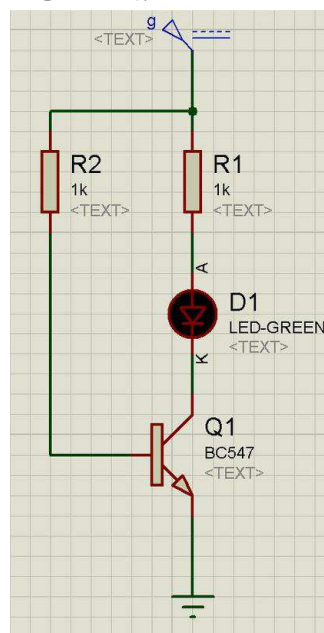 g
<TEXT>
R2
1k
<TEXT>
R1
1k
<TEXT>
A
D1
LED-GREEN
<TEXT>
K
Q1
BC547
<TEXT>